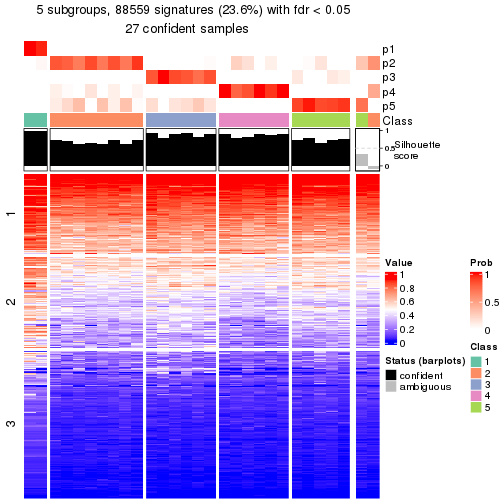 5 subgroups, 88559 signatures (23.6%) with fdr < 0.05
27 confident samples
p1
p2
p3
p4
p5
Class
1
0.5
0
Silhouette
score
1
2
3
Value
1
0.8
0.6
0.4
0.2
0
Status (barplots)
confident
ambiguous
Prob
1
0.5
0
Class
1
2
3
4
5